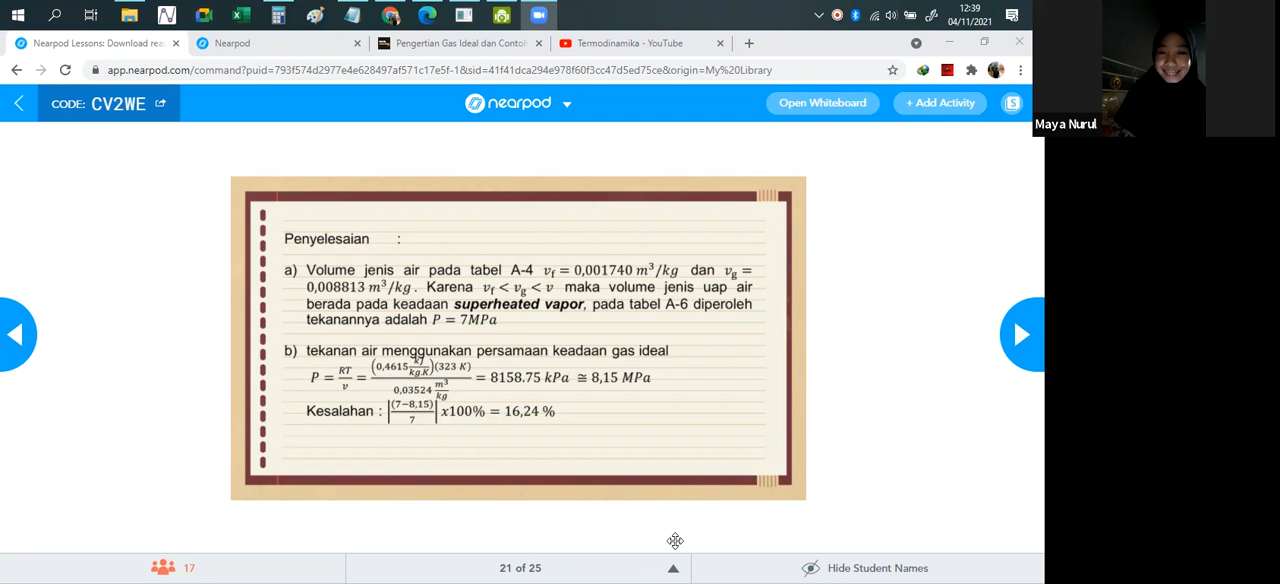 12:39
04/11/2021
Nearpod Lessons: Download rea
Nearpod
Pengertian Gas Ideal dan Contoh
Termodinamika - YouTube
app.nearpod.com/command?puid=793f574d2977e4e628497af571c17e5f-1&sid=41f41dca294e978f60f3cc47d5ed75ce&origin=My%20Library
CODE: CV2WE
nearpod
Open Whiteboard
+ Add Activity
S
Maya Nurul
Penyelesaian :
a) Volume jenis air pada tabel A-4 v_f = 0,001740 m³/kg dan v_g =
0,008813 m³/kg. Karena v_f < v_g < v maka volume jenis uap air
berada pada keadaan superheated vapor, pada tabel A-6 diperoleh
tekanannya adalah P = 7MPa
b) tekanan air menggunakan persamaan keadaan gas ideal
P = RT/v = (0,4615 kJ/kg.K)(323 K) / 0,03524 m³/kg = 8158.75 kPa ≅ 8,15 MPa
Kesalahan : |(7−8,15)/7| x100% = 16,24 %
17
21 of 25
Hide Student Names